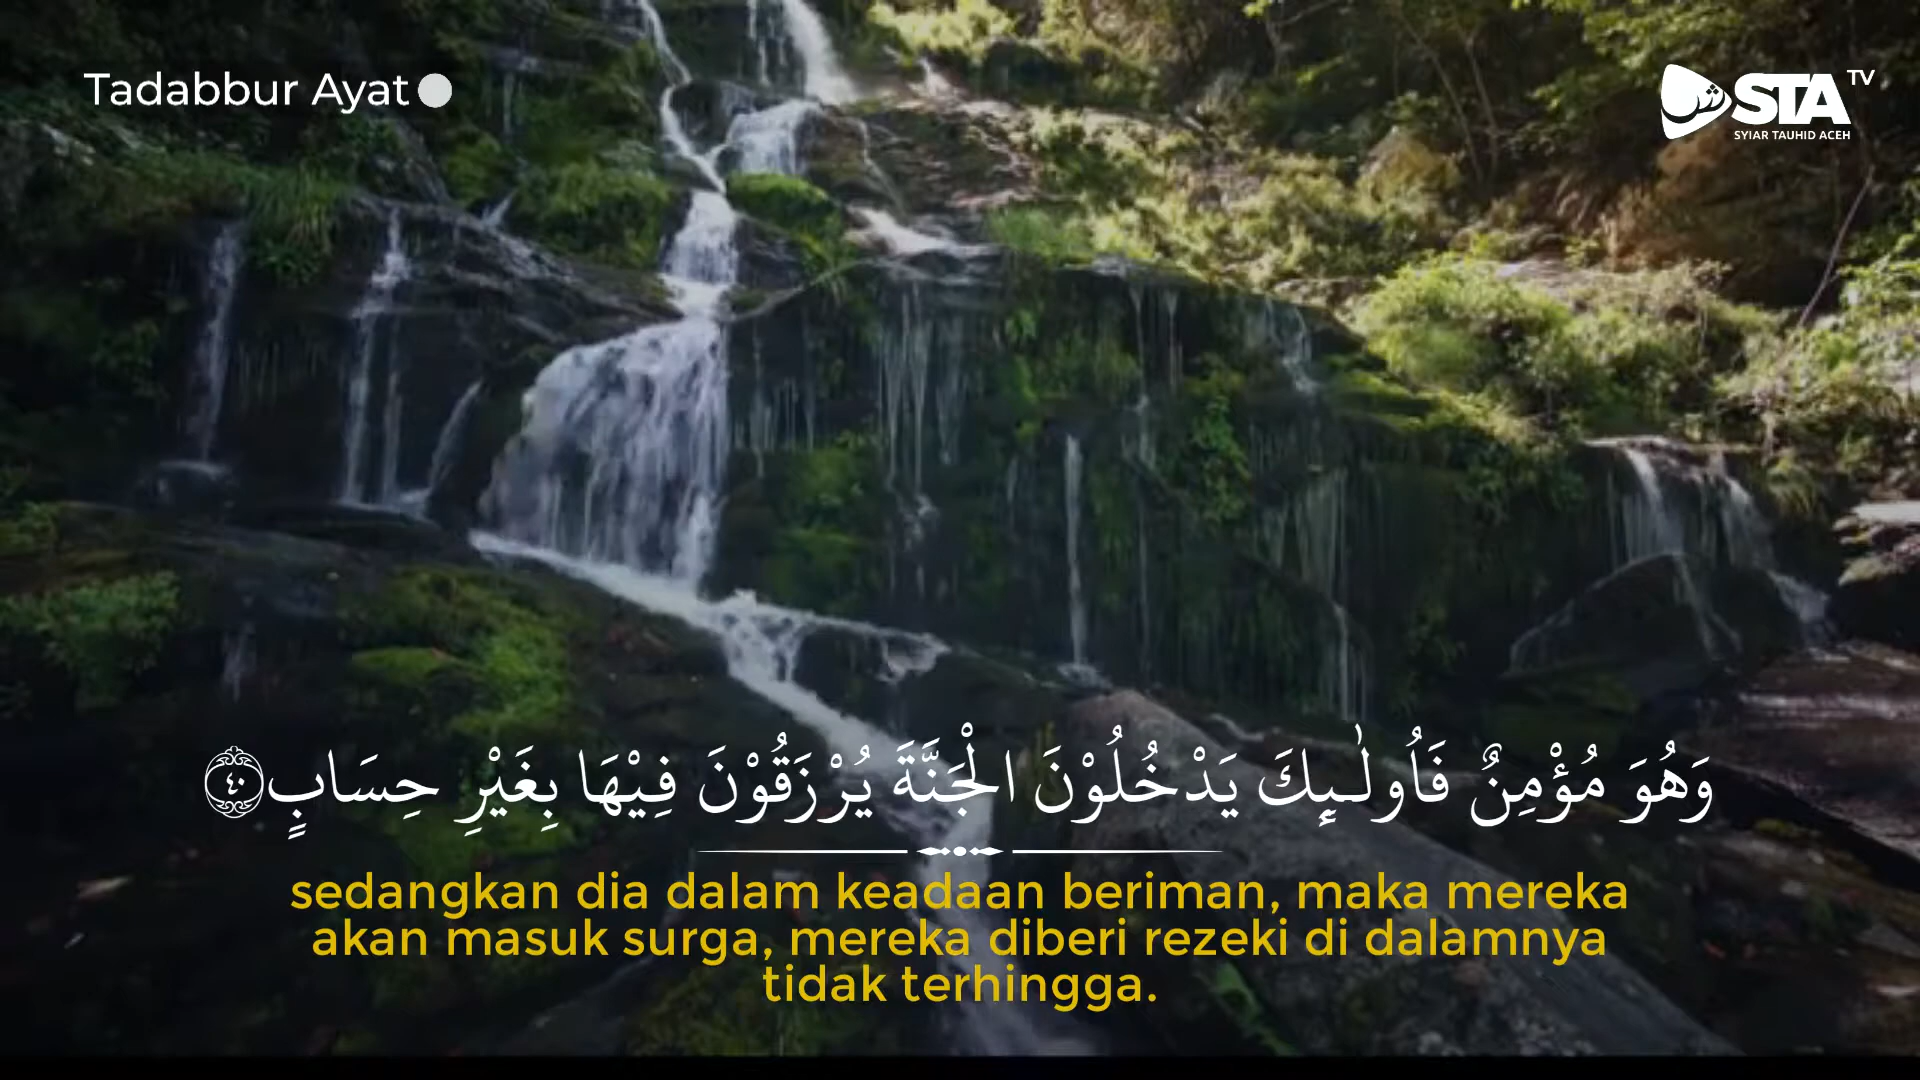 Tadabbur Ayat
STA TV
SYIAR TAUHID ACEH
وَهُوَ مُؤْمِنٌ فَاُولٰۤىِٕكَ يَدْخُلُوْنَ الْجَنَّةَ يُرْزَقُوْنَ فِيْهَا بِغَيْرِ حِسَابٍ ٤٠
sedangkan dia dalam keadaan beriman, maka mereka
akan masuk surga, mereka diberi rezeki di dalamnya
tidak terhingga.